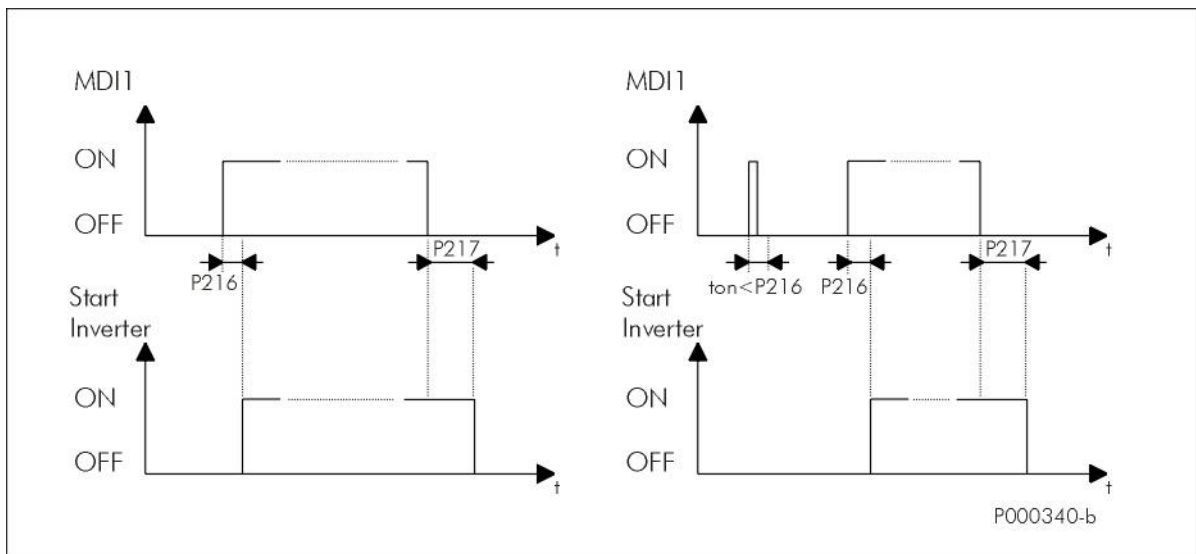 MDI1
ON
OFF
t
P216
P217
Start
Inverter
ON
OFF
t
MDI1
ON
OFF
t
ton<P216
P216
P217
Start
Inverter
ON
OFF
t
P000340-b